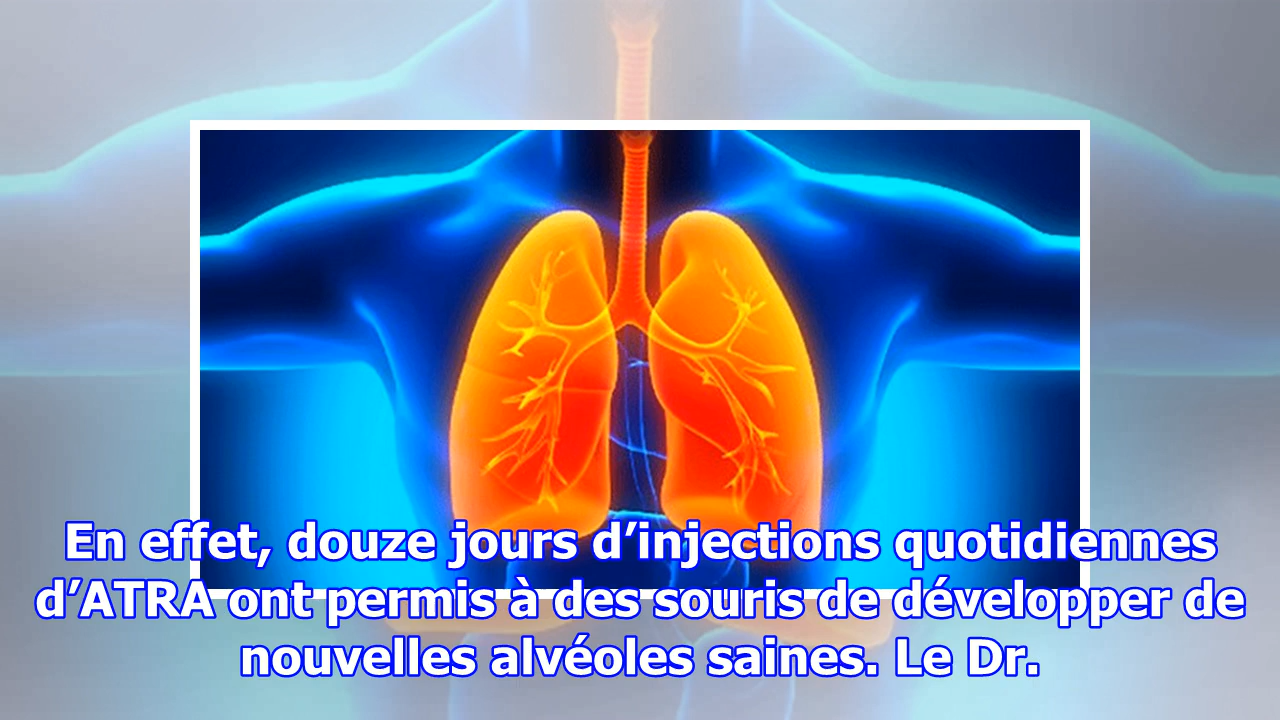 En effet, douze jours d’injections quotidiennes
d’ATRA ont permis à des souris de développer de
nouvelles alvéoles saines. Le Dr.